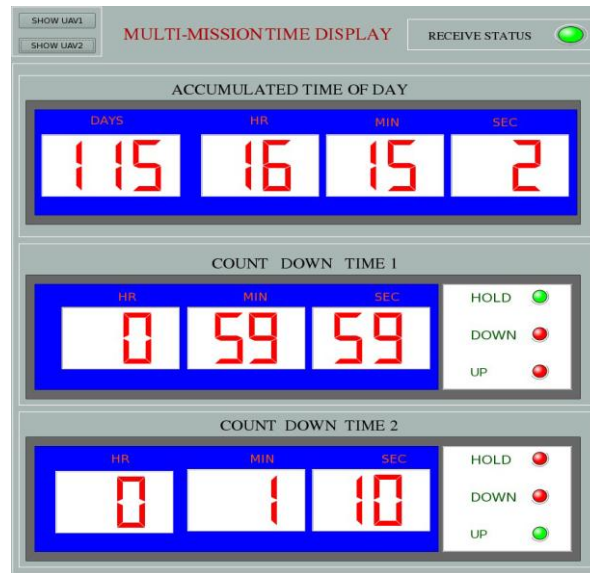 SHOW UAV1
SHOW UAV2
MULTI-MISSION TIME DISPLAY
RECEIVE STATUS
ACCUMULATED TIME OF DAY
DAYS HR MIN SEC
115 16 15 2
COUNT DOWN TIME 1
HR MIN SEC
0 59 59
HOLD
DOWN
UP
COUNT DOWN TIME 2
HR MIN SEC
0 1 10
HOLD
DOWN
UP